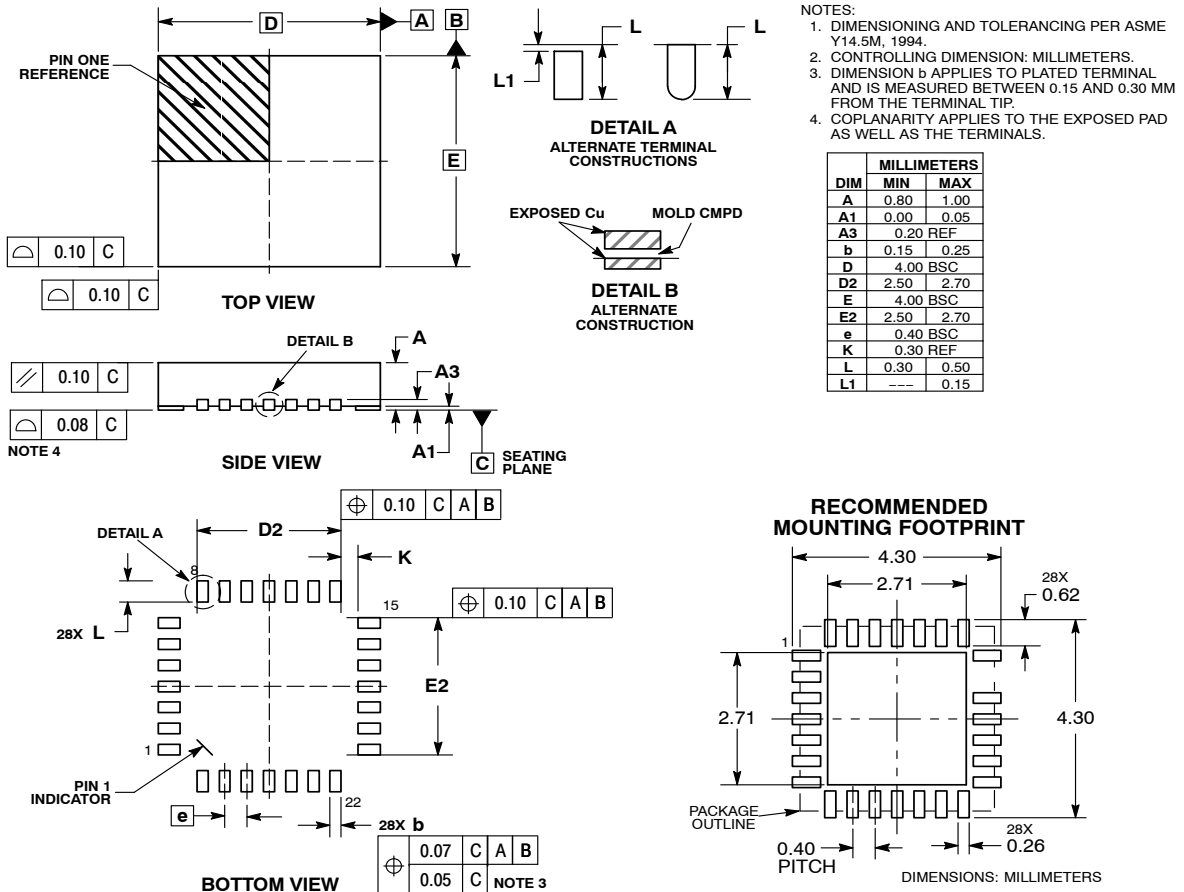 D
A
B
PIN ONE
REFERENCE
E
0.10 C
0.10 C
TOP VIEW
L
L
L1
DETAIL A
ALTERNATE TERMINAL
CONSTRUCTIONS
EXPOSED Cu
MOLD CMPD
DETAIL B
ALTERNATE
CONSTRUCTION
NOTES:
1. DIMENSIONING AND TOLERANCING PER ASME
Y14.5M, 1994.
2. CONTROLLING DIMENSION: MILLIMETERS.
3. DIMENSION b APPLIES TO PLATED TERMINAL
AND IS MEASURED BETWEEN 0.15 AND 0.30 MM
FROM THE TERMINAL TIP.
4. COPLANARITY APPLIES TO THE EXPOSED PAD
AS WELL AS THE TERMINALS.
MILLIMETERS
DIM MIN MAX
A 0.80 1.00
A1 0.00 0.05
A3 0.20 REF
b 0.15 0.25
D 4.00 BSC
D2 2.50 2.70
E 4.00 BSC
E2 2.50 2.70
e 0.40 BSC
K 0.30 REF
L 0.30 0.50
L1 --- 0.15
DETAIL B
A
A3
0.10 C
0.08 C
NOTE 4
A1
C SEATING
PLANE
SIDE VIEW
0.10 C A B
DETAIL A
D2
K
8
15
0.10 C A B
28X L
E2
1
PIN 1
INDICATOR
22
e
28X b
0.07 C A B
0.05 C NOTE 3
BOTTOM VIEW
RECOMMENDED
MOUNTING FOOTPRINT
4.30
2.71
28X
0.62
1
2.71
4.30
PACKAGE
OUTLINE
0.40
PITCH
28X
0.26
DIMENSIONS: MILLIMETERS